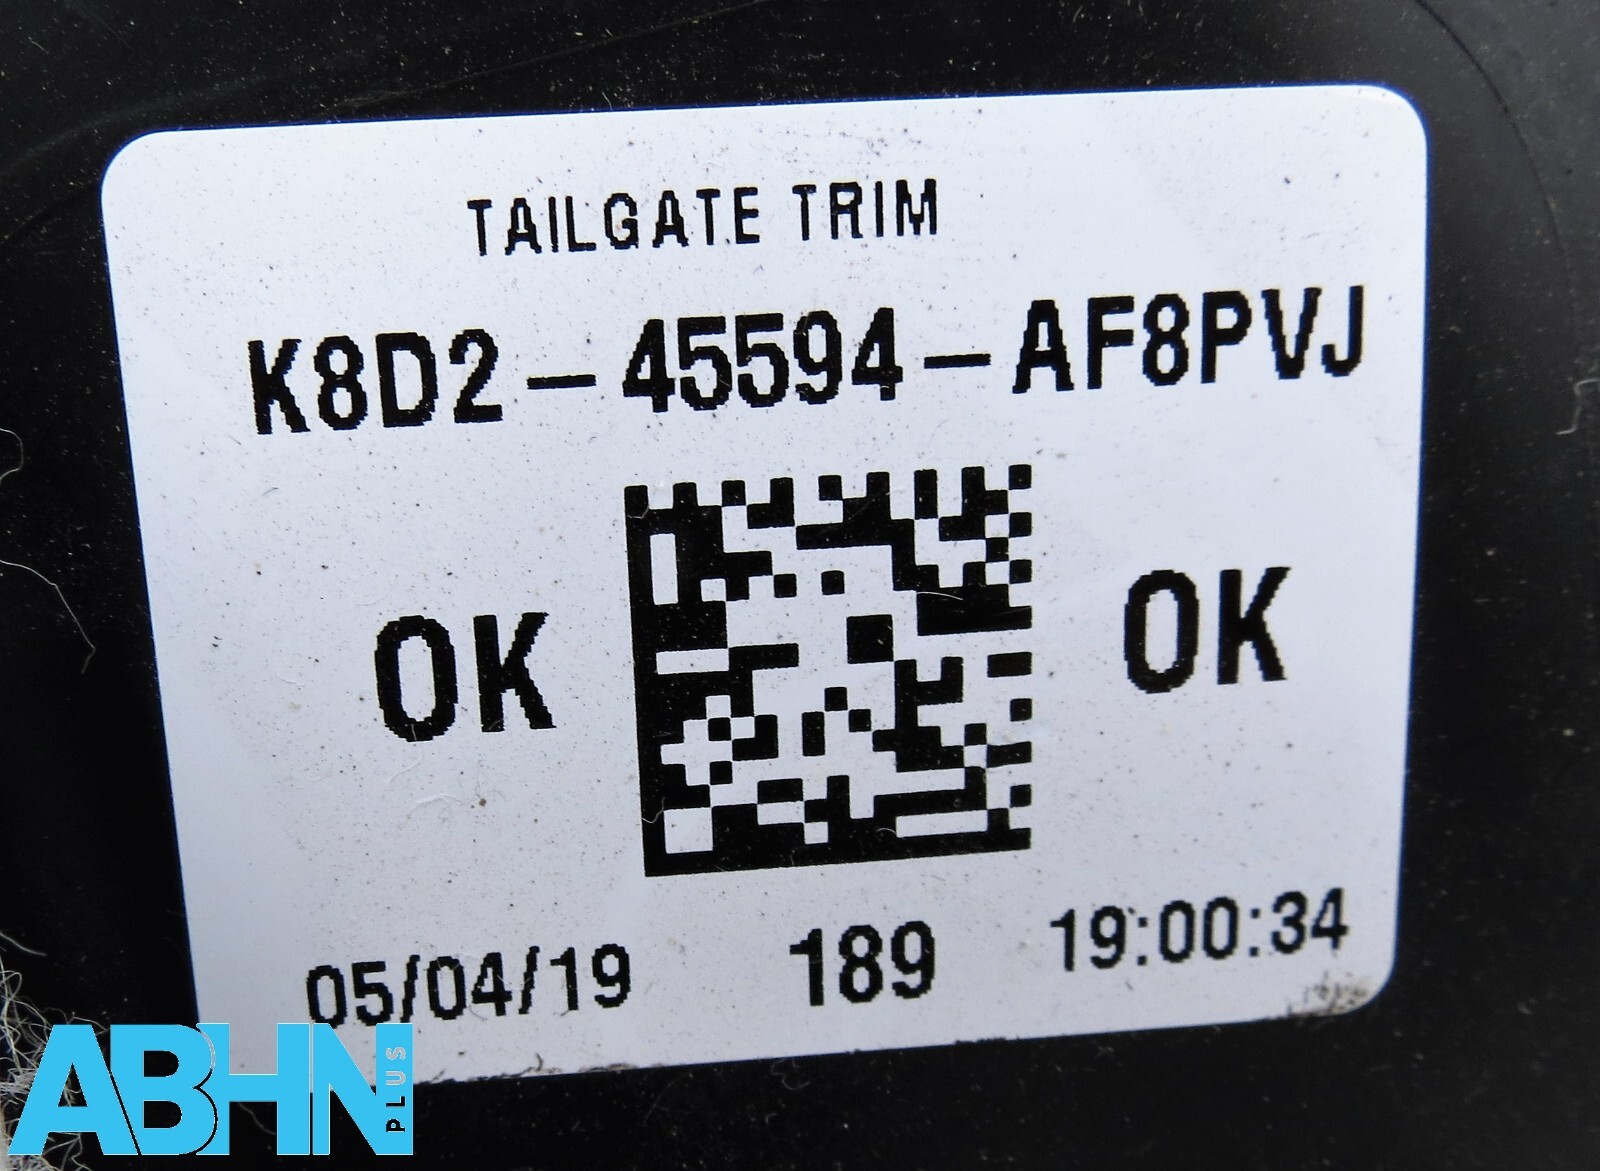 TAILGATE TRIM
K8D2-45594-AF8PVJ
OK OK
05/04/19 189 19:00:34
ABHN PLUS